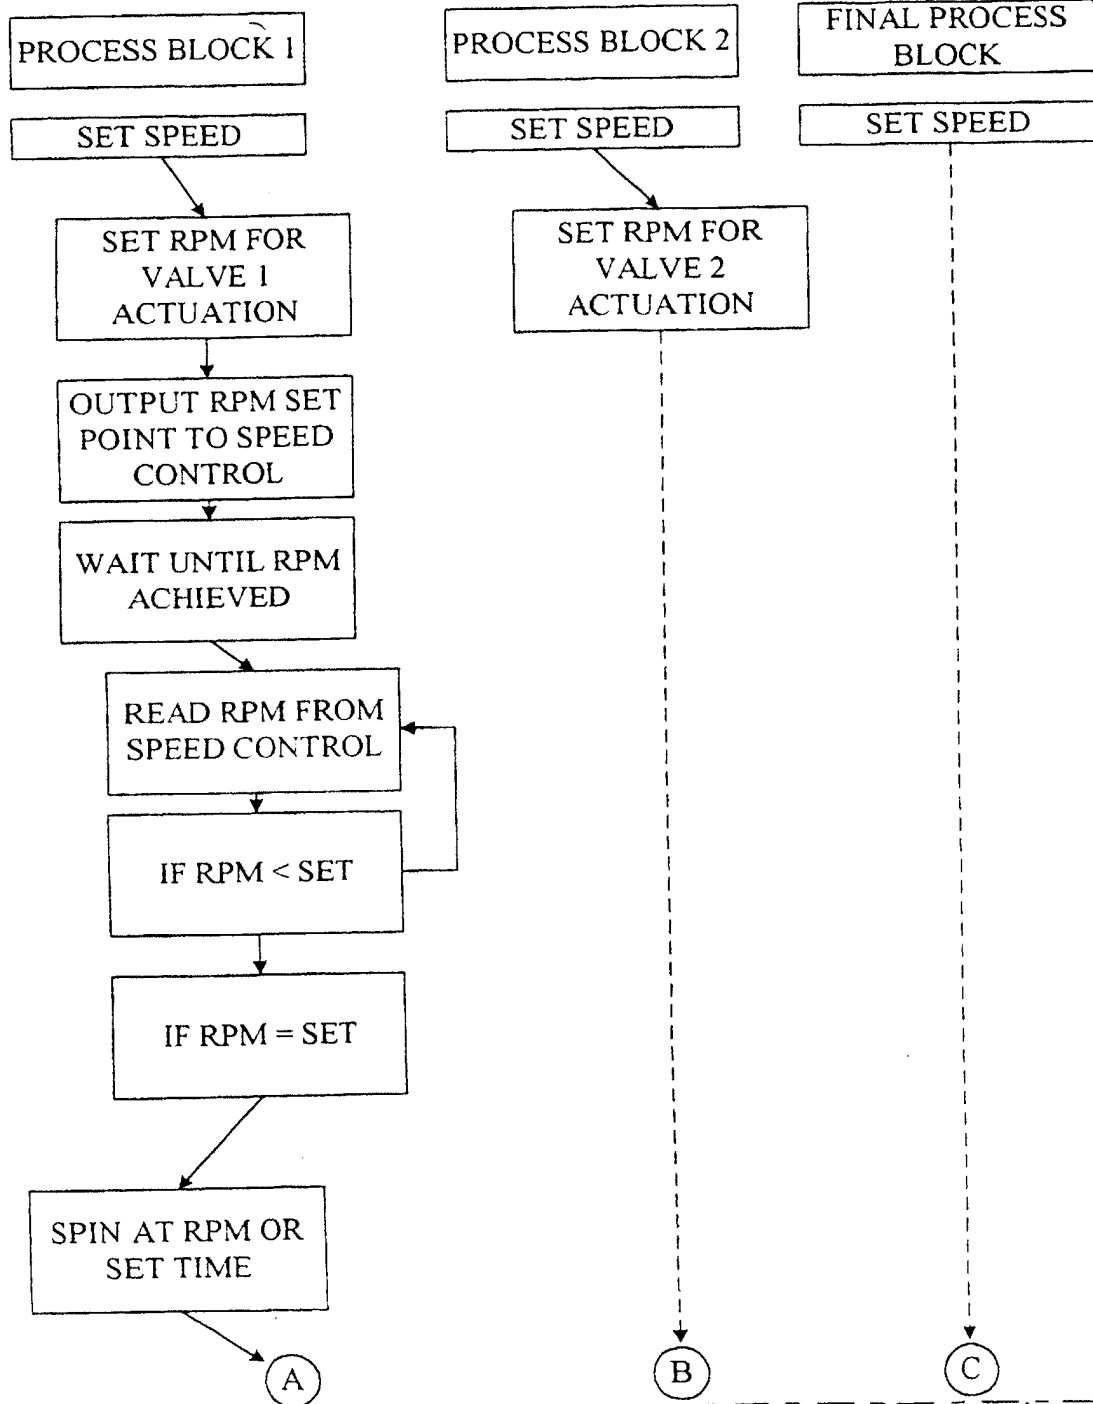 PROCESS BLOCK 1
SET SPEED
SET RPM FOR
VALVE 1
ACTUATION
OUTPUT RPM SET
POINT TO SPEED
CONTROL
WAIT UNTIL RPM
ACHIEVED
READ RPM FROM
SPEED CONTROL
IF RPM < SET
IF RPM = SET
SPIN AT RPM OR
SET TIME
A
PROCESS BLOCK 2
SET SPEED
SET RPM FOR
VALVE 2
ACTUATION
B
FINAL PROCESS
BLOCK
SET SPEED
C